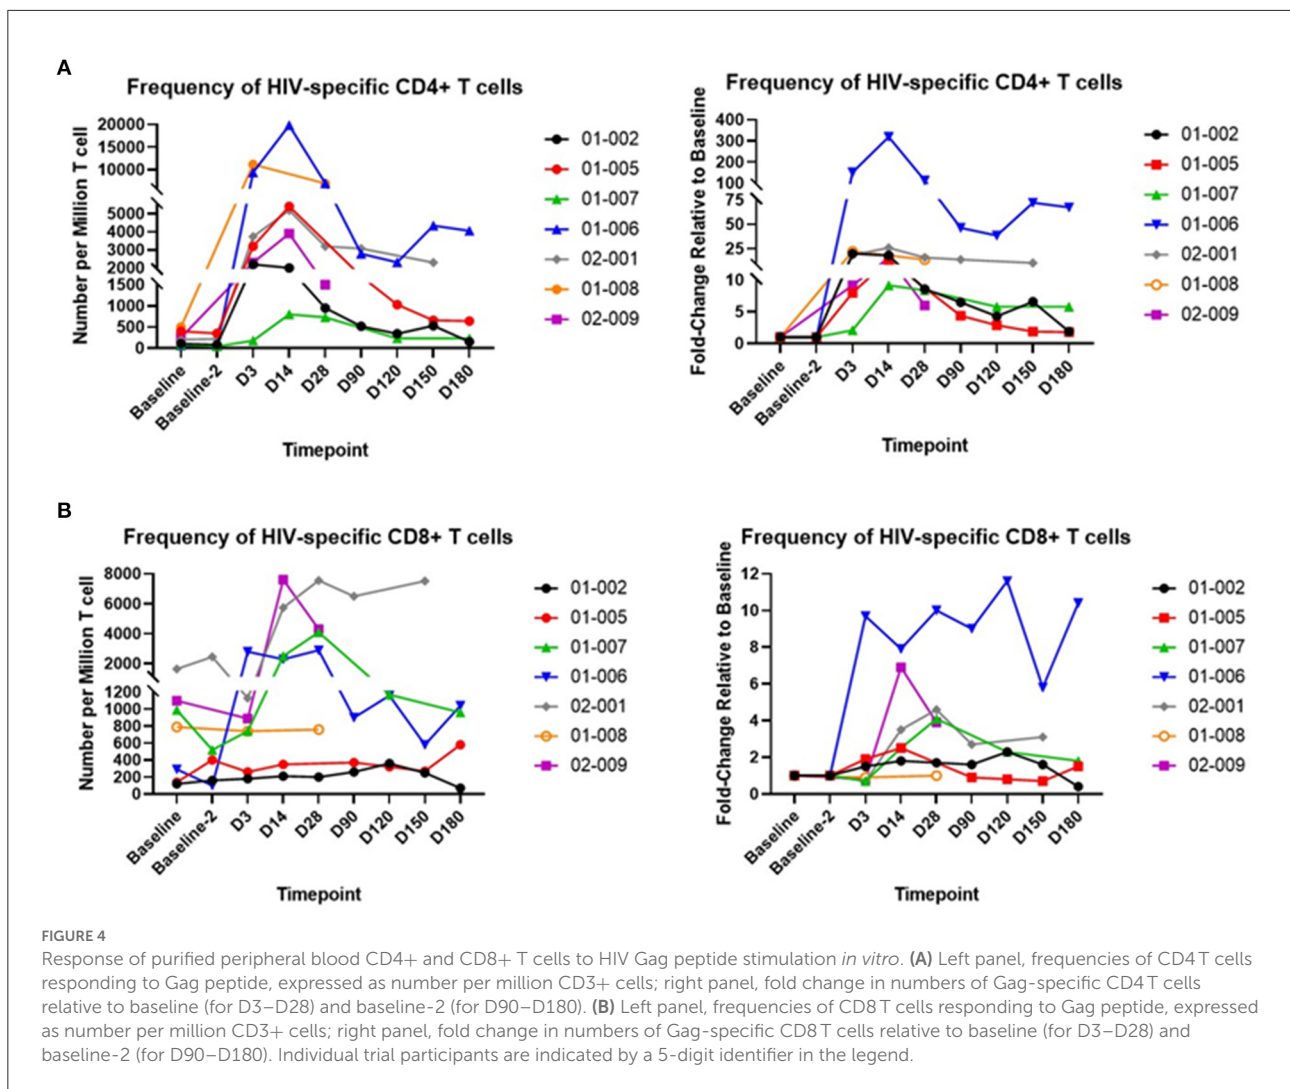 A
Frequency of HIV-specific CD4+ T cells
Number per Million T cell
20000
15000
10000
5000
4000
3000
2000
1500
1000
500
0
Baseline
Baseline-2
D3
D14
D28
D90
D120
D150
D180
Timepoint
01-002
01-005
01-007
01-006
02-001
01-008
02-009
Frequency of HIV-specific CD4+ T cells
Fold-Change Relative to Baseline
400
300
200
100
75
50
25
10
5
0
Baseline
Baseline-2
D3
D14
D28
D90
D120
D150
D180
Timepoint
01-002
01-005
01-007
01-006
02-001
01-008
02-009
B
Frequency of HIV-specific CD8+ T cells
Number per Million T cell
8000
6000
4000
2000
1200
1000
800
600
400
200
0
Baseline
Baseline-2
D3
D14
D28
D90
D120
D150
D180
Timepoint
01-002
01-005
01-007
01-006
02-001
01-008
02-009
Frequency of HIV-specific CD8+ T cells
Fold-Change Relative to Baseline
12
10
8
6
4
2
0
Baseline
Baseline-2
D3
D14
D28
D90
D120
D150
D180
Timepoint
01-002
01-005
01-007
01-006
02-001
01-008
02-009
FIGURE 4
Response of purified peripheral blood CD4+ and CD8+ T cells to HIV Gag peptide stimulation in vitro. (A) Left panel, frequencies of CD4 T cells
responding to Gag peptide, expressed as number per million CD3+ cells; right panel, fold change in numbers of Gag-specific CD4 T cells
relative to baseline (for D3–D28) and baseline-2 (for D90–D180). (B) Left panel, frequencies of CD8 T cells responding to Gag peptide, expressed
as number per million CD3+ cells; right panel, fold change in numbers of Gag-specific CD8 T cells relative to baseline (for D3–D28) and
baseline-2 (for D90–D180). Individual trial participants are indicated by a 5-digit identifier in the legend.